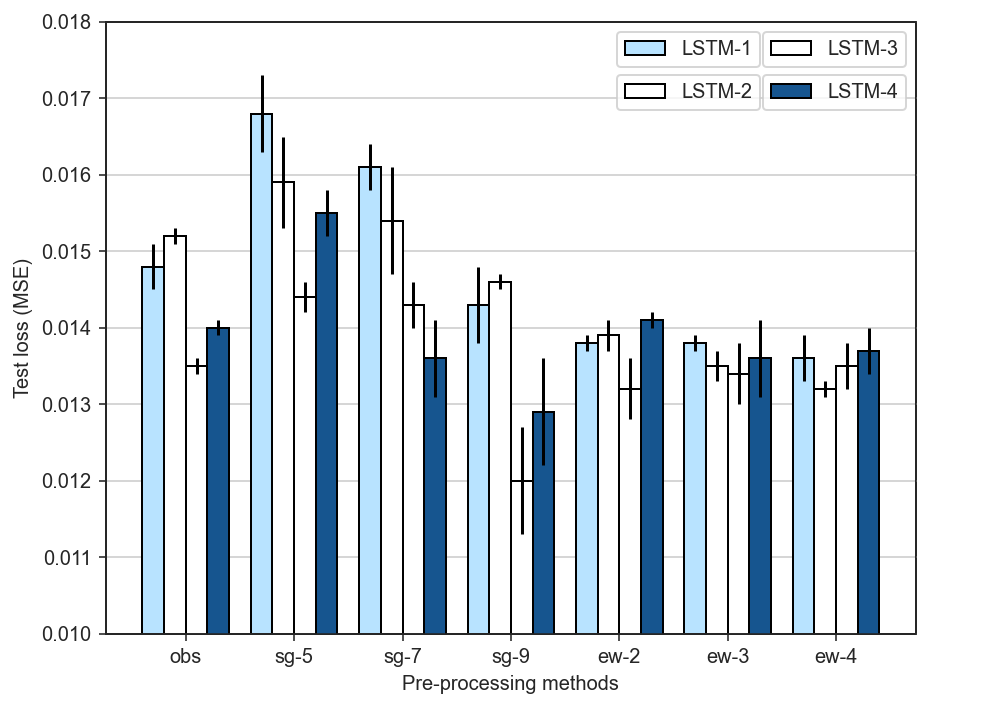 0.018
0.017
0.016
0.015
0.014
0.013
0.012
0.011
0.010
Test loss (MSE)
LSTM-1
LSTM-2
LSTM-3
LSTM-4
obs sg-5 sg-7 sg-9 ew-2 ew-3 ew-4
Pre-processing methods